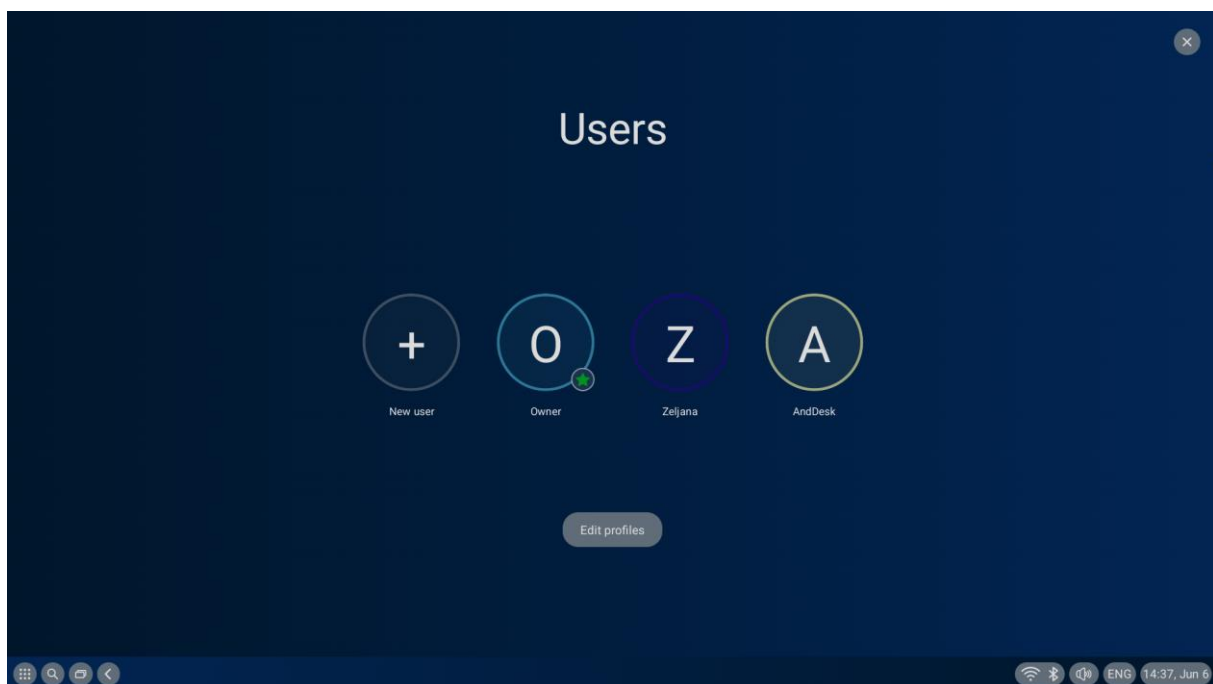 Users
+ O Z A
New user Owner Zeljana AndDesk
Edit profiles
ENG 14:37, Jun 6